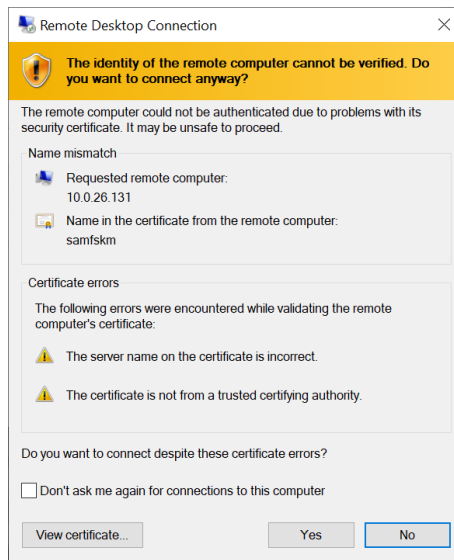 Remote Desktop Connection
The identity of the remote computer cannot be verified. Do
you want to connect anyway?
The remote computer could not be authenticated due to problems with its
security certificate. It may be unsafe to proceed.
Name mismatch
Requested remote computer:
10.0.26.131
Name in the certificate from the remote computer:
samfskm
Certificate errors
The following errors were encountered while validating the remote
computer's certificate:
The server name on the certificate is incorrect.
The certificate is not from a trusted certifying authority.
Do you want to connect despite these certificate errors?
Don't ask me again for connections to this computer
View certificate...
Yes
No